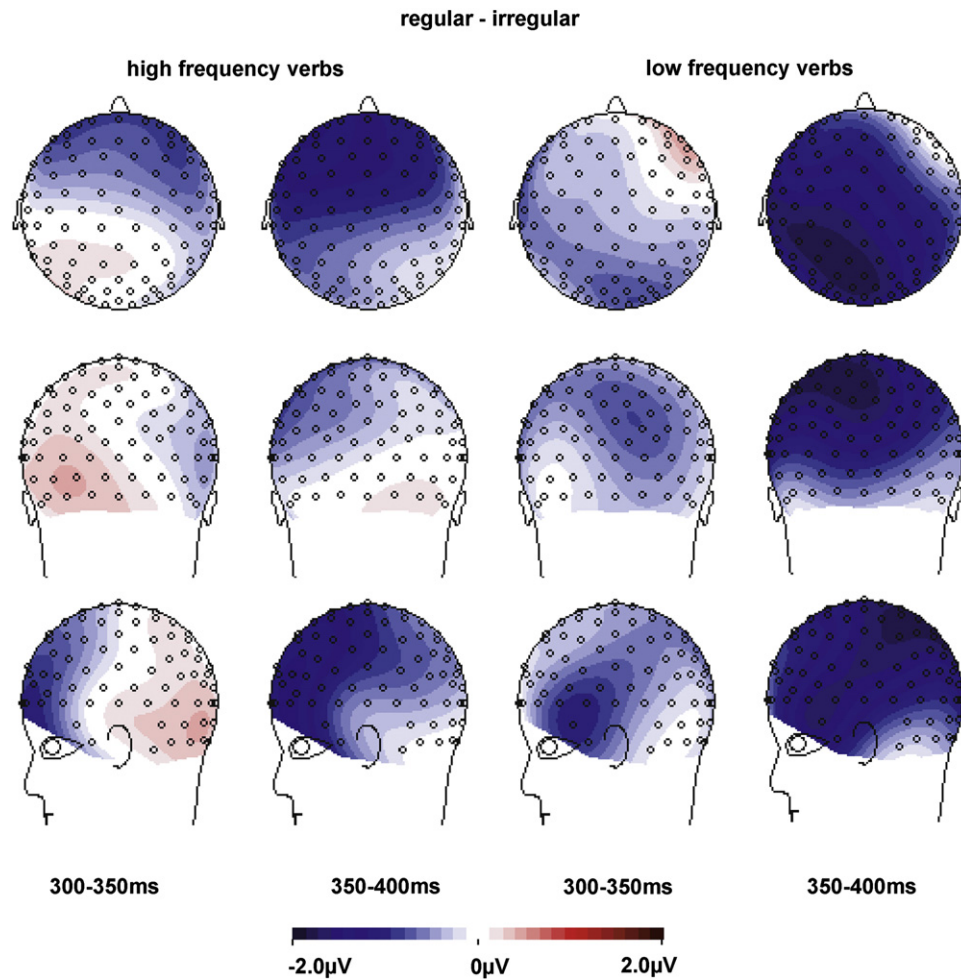 regular - irregular
high frequency verbs
low frequency verbs
300-350ms
350-400ms
300-350ms
350-400ms
-2.0µV
0µV
2.0µV